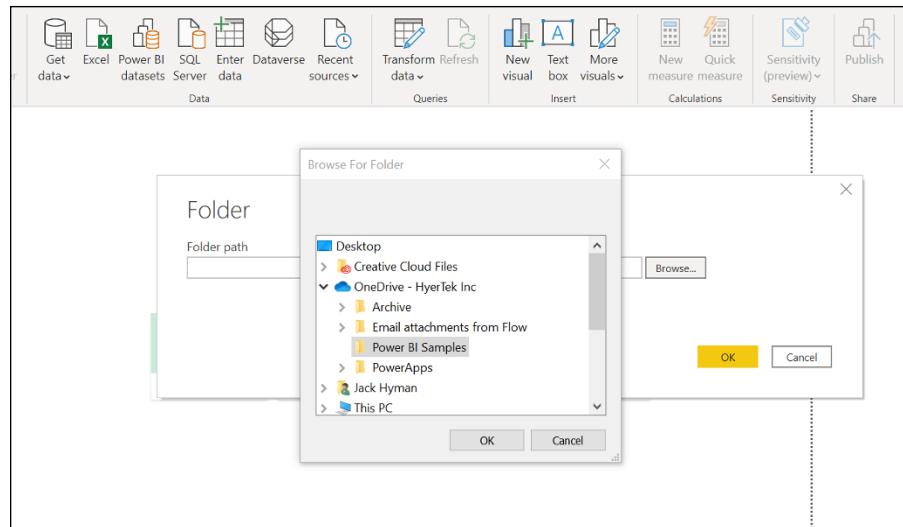 Get data
Excel
Power BI datasets
SQL Server
Enter data
Dataverse
Recent sources
Transform data
Refresh
New visual
Text box
More visuals
New measure
Quick measure
Sensitivity (preview)
Publish
Data
Queries
Insert
Calculations
Sensitivity
Share
Browse For Folder
Folder
Folder path
Browse...
Desktop
Creative Cloud Files
OneDrive - HyerTek Inc
Archive
Email attachments from Flow
Power BI Samples
PowerApps
Jack Hyman
This PC
OK
Cancel
OK
Cancel